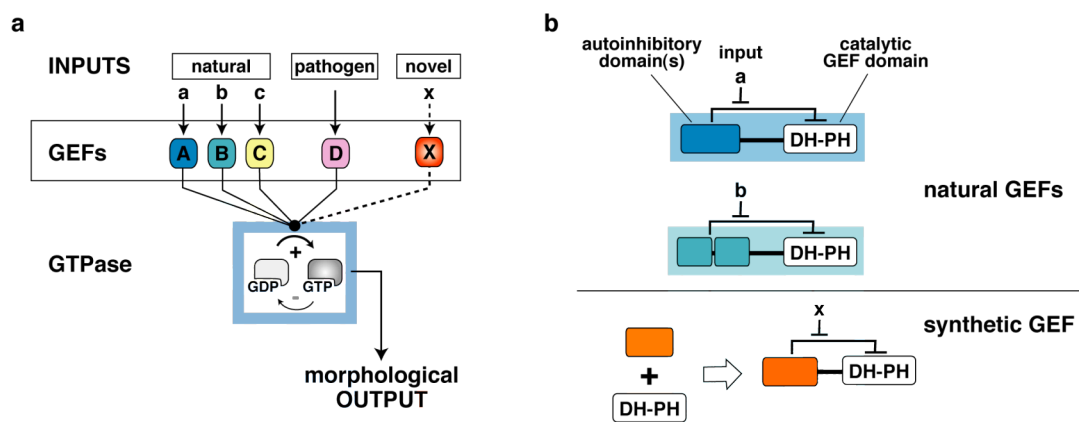 a
INPUTS
natural
pathogen
novel
a
b
c
x
GEFs
A
B
C
D
X
GTPase
+
GDP
GTP
-
morphological
OUTPUT
b
autoinhibitory
domain(s)
input
a
catalytic
GEF domain
DH-PH
natural GEFs
b
DH-PH
synthetic GEF
x
+
DH-PH
DH-PH